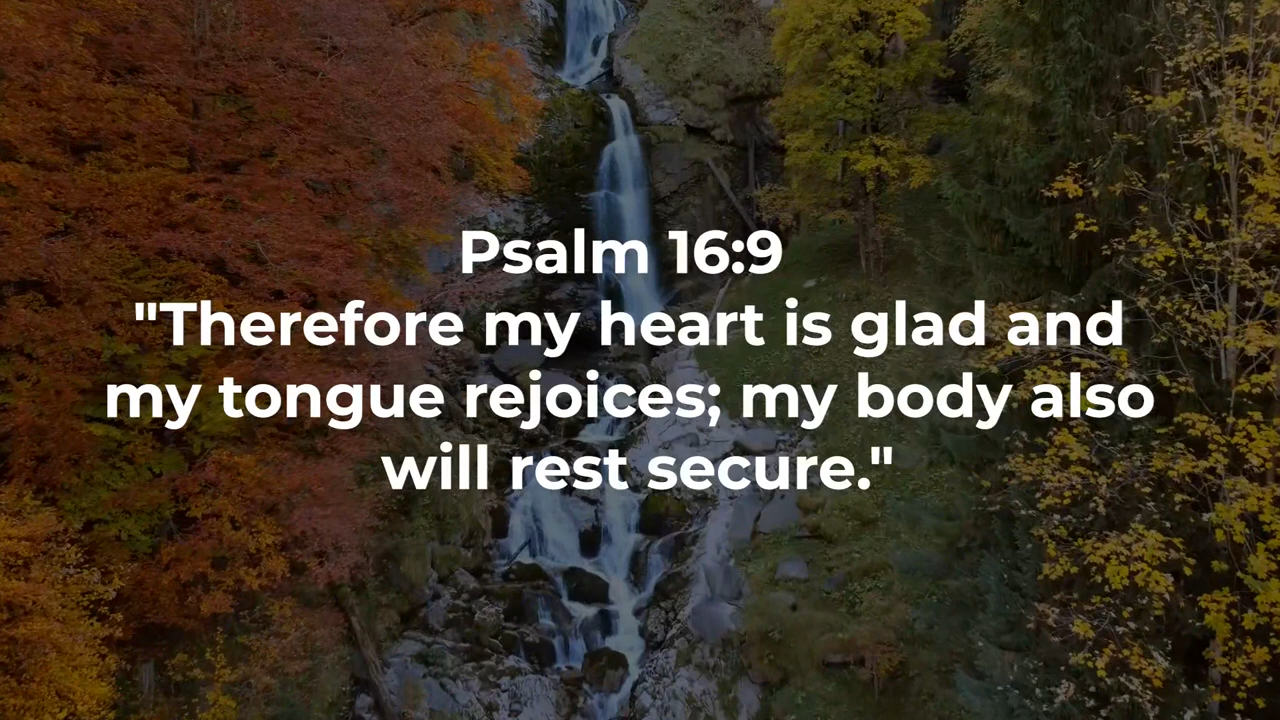 Psalm 16:9
"Therefore my heart is glad and
my tongue rejoices; my body also
will rest secure."